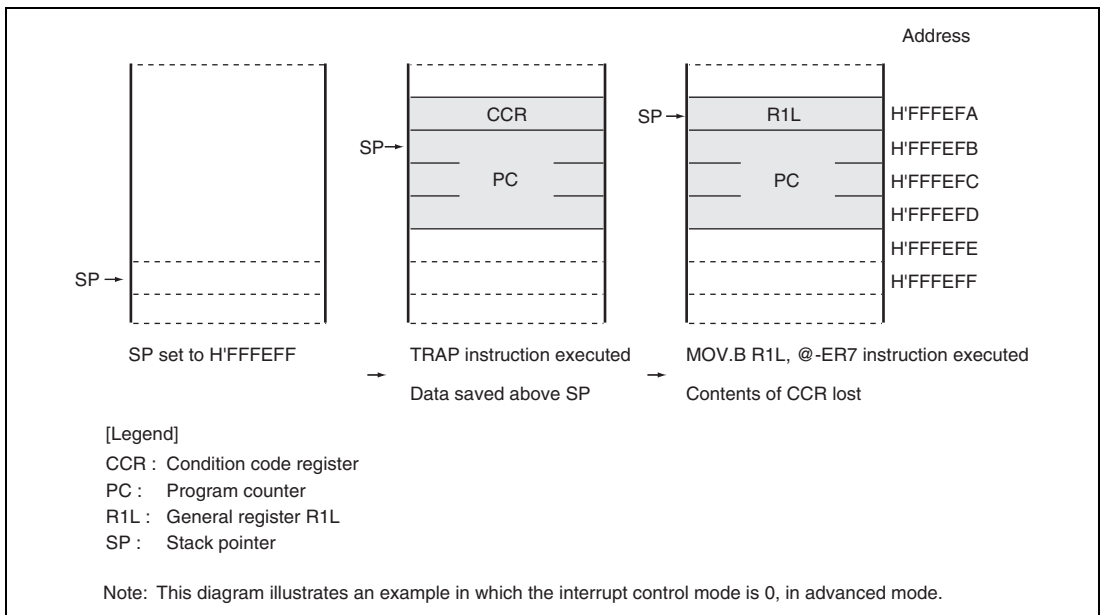 Address
CCR
SP→
R1L
H'FFFEFA
SP→
H'FFFEFB
PC
PC
H'FFFEFC
H'FFFEFD
H'FFFEFE
SP→
H'FFFEFF
SP set to H'FFFEFF
TRAP instruction executed
MOV.B R1L, @-ER7 instruction executed
→
→
Data saved above SP
Contents of CCR lost
[Legend]
CCR : Condition code register
PC : Program counter
R1L : General register R1L
SP : Stack pointer
Note: This diagram illustrates an example in which the interrupt control mode is 0, in advanced mode.